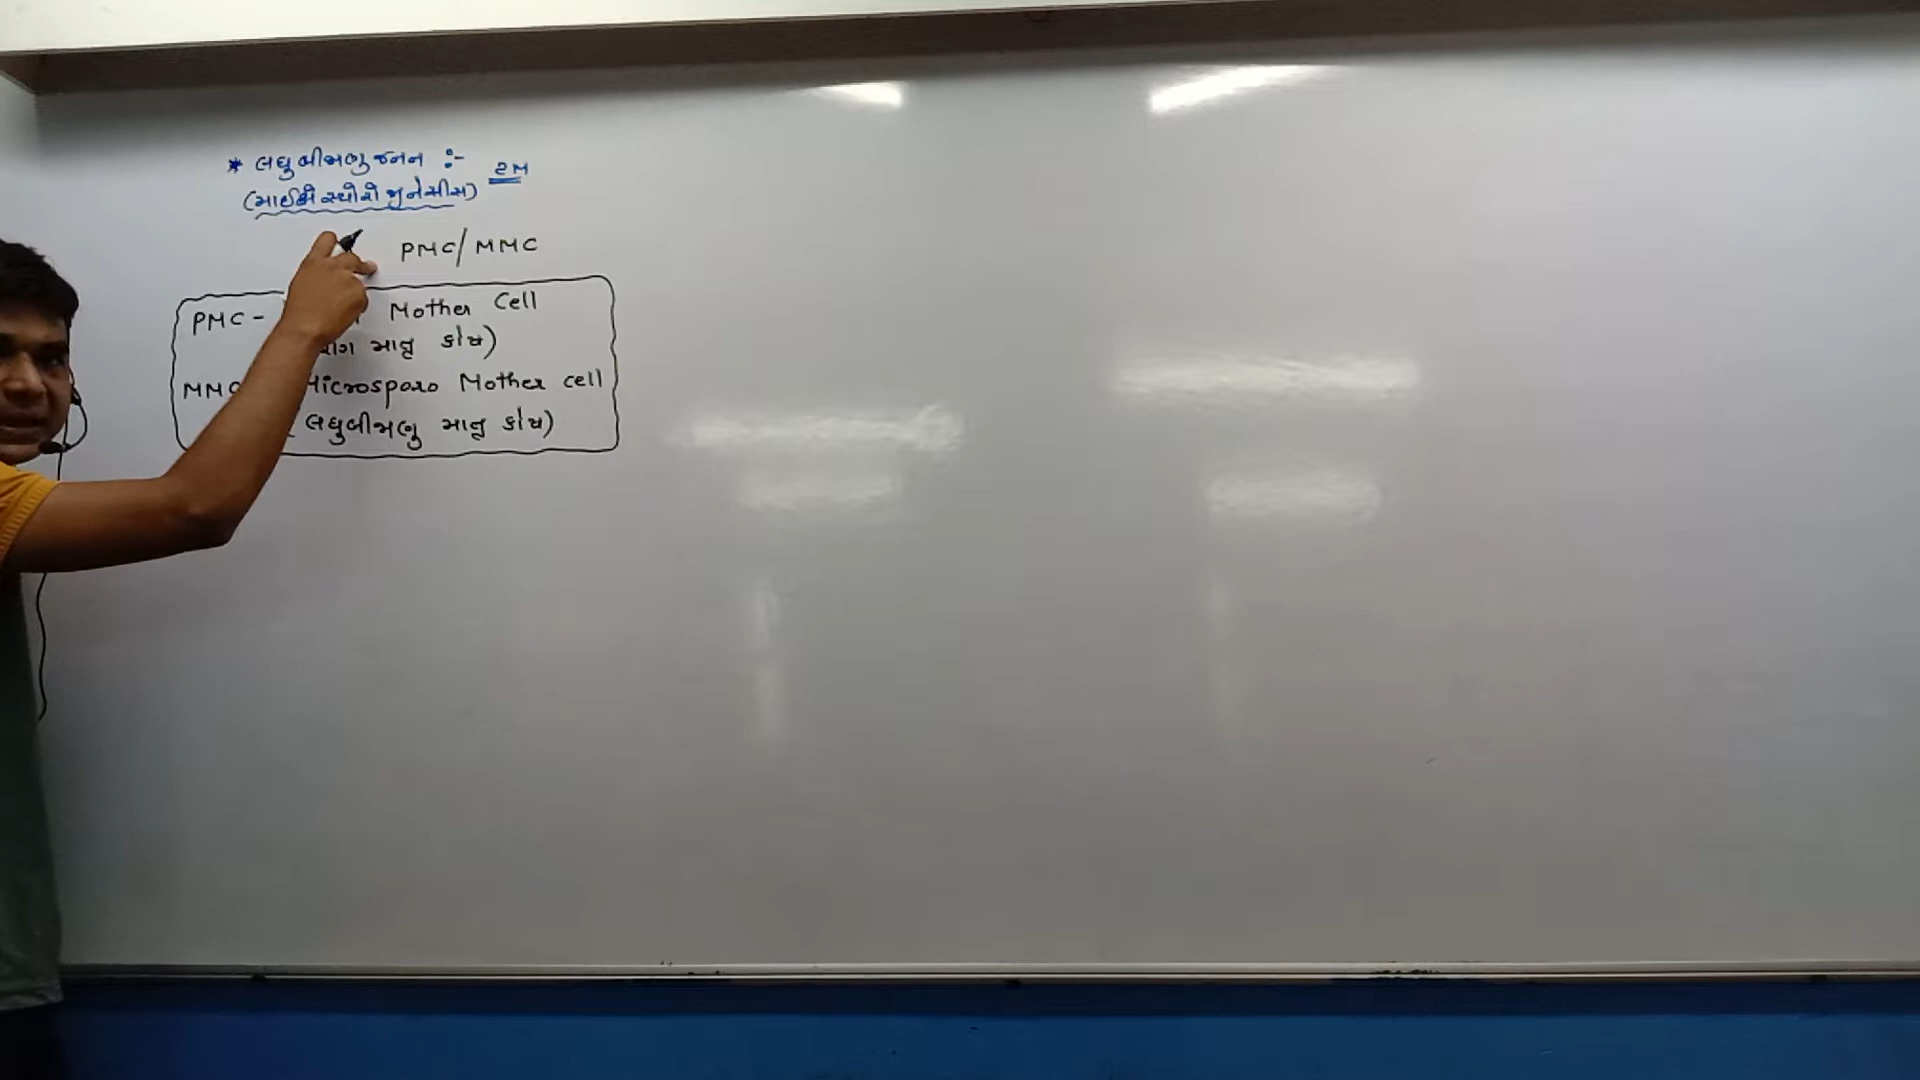 * લઘુબીજાણુજનન :-
(માઈક્રો સ્પોરો જીનેસીસ) 2M
PMC/MMC
PMC - Mother Cell
માતૃ કોષ)
MMC Microsporo Mother cell
(લઘુબીજાણુ માતૃ કોષ)